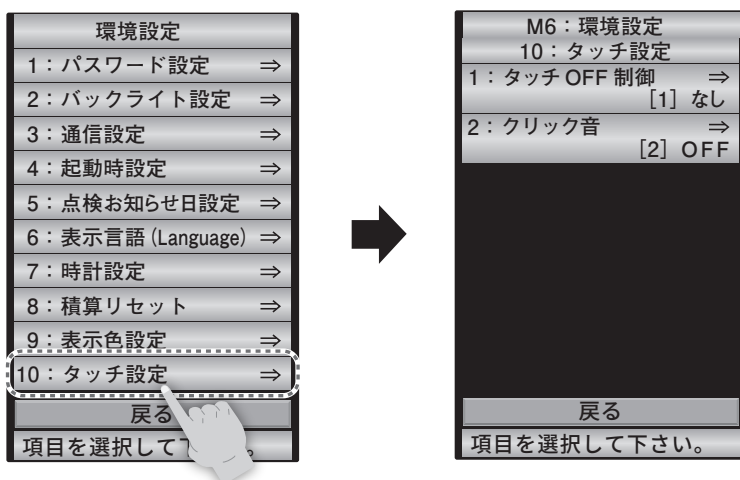 環境設定
1：パスワード設定 ⇒
2：バックライト設定 ⇒
3：通信設定 ⇒
4：起動時設定 ⇒
5：点検お知らせ日設定 ⇒
6：表示言語 (Language) ⇒
7：時計設定 ⇒
8：積算リセット ⇒
9：表示色設定 ⇒
10：タッチ設定 ⇒
戻る
項目を選択して 。
M6：環境設定
10：タッチ設定
1：タッチ OFF 制御 ⇒
[1] なし
2：クリック音 ⇒
[2] OFF
戻る
項目を選択して下さい。